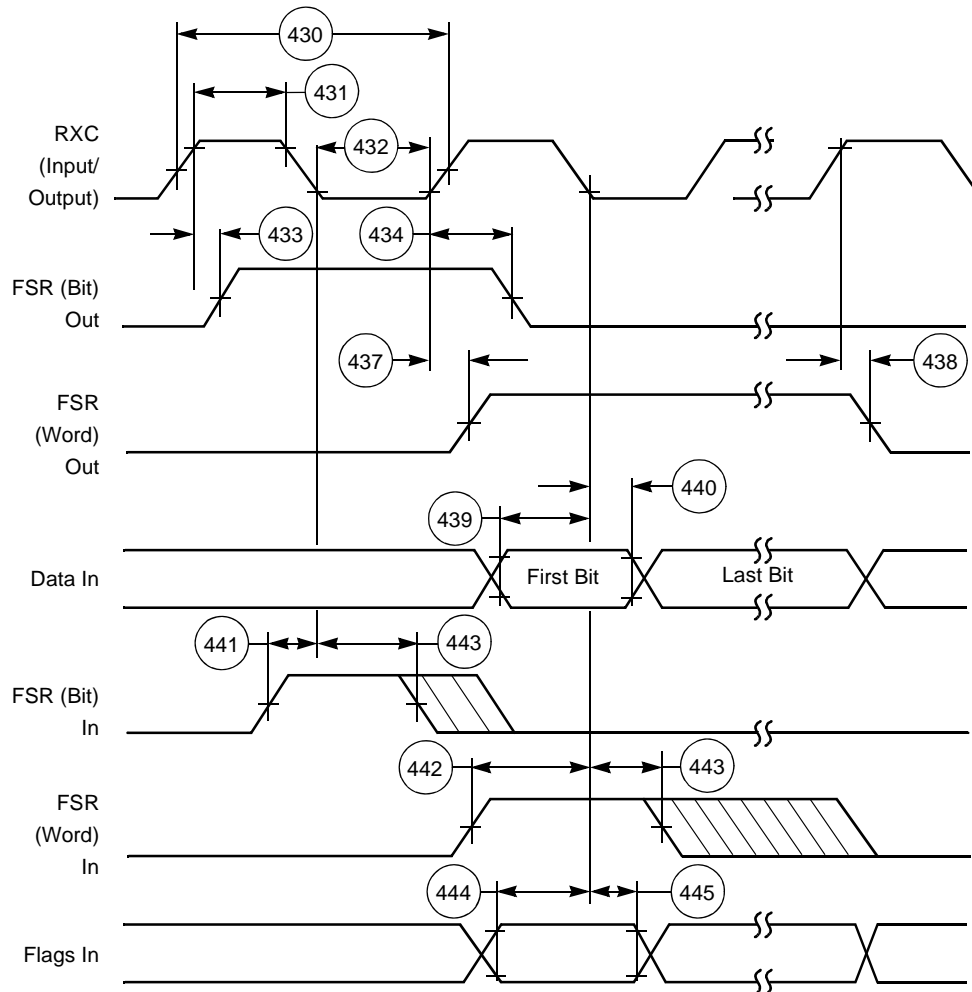 430
431
RXC
(Input/
Output)
432
433
434
FSR (Bit)
Out
437
438
FSR
(Word)
Out
440
439
Data In
First Bit
Last Bit
441
443
FSR (Bit)
In
442
443
FSR
(Word)
In
444
445
Flags In